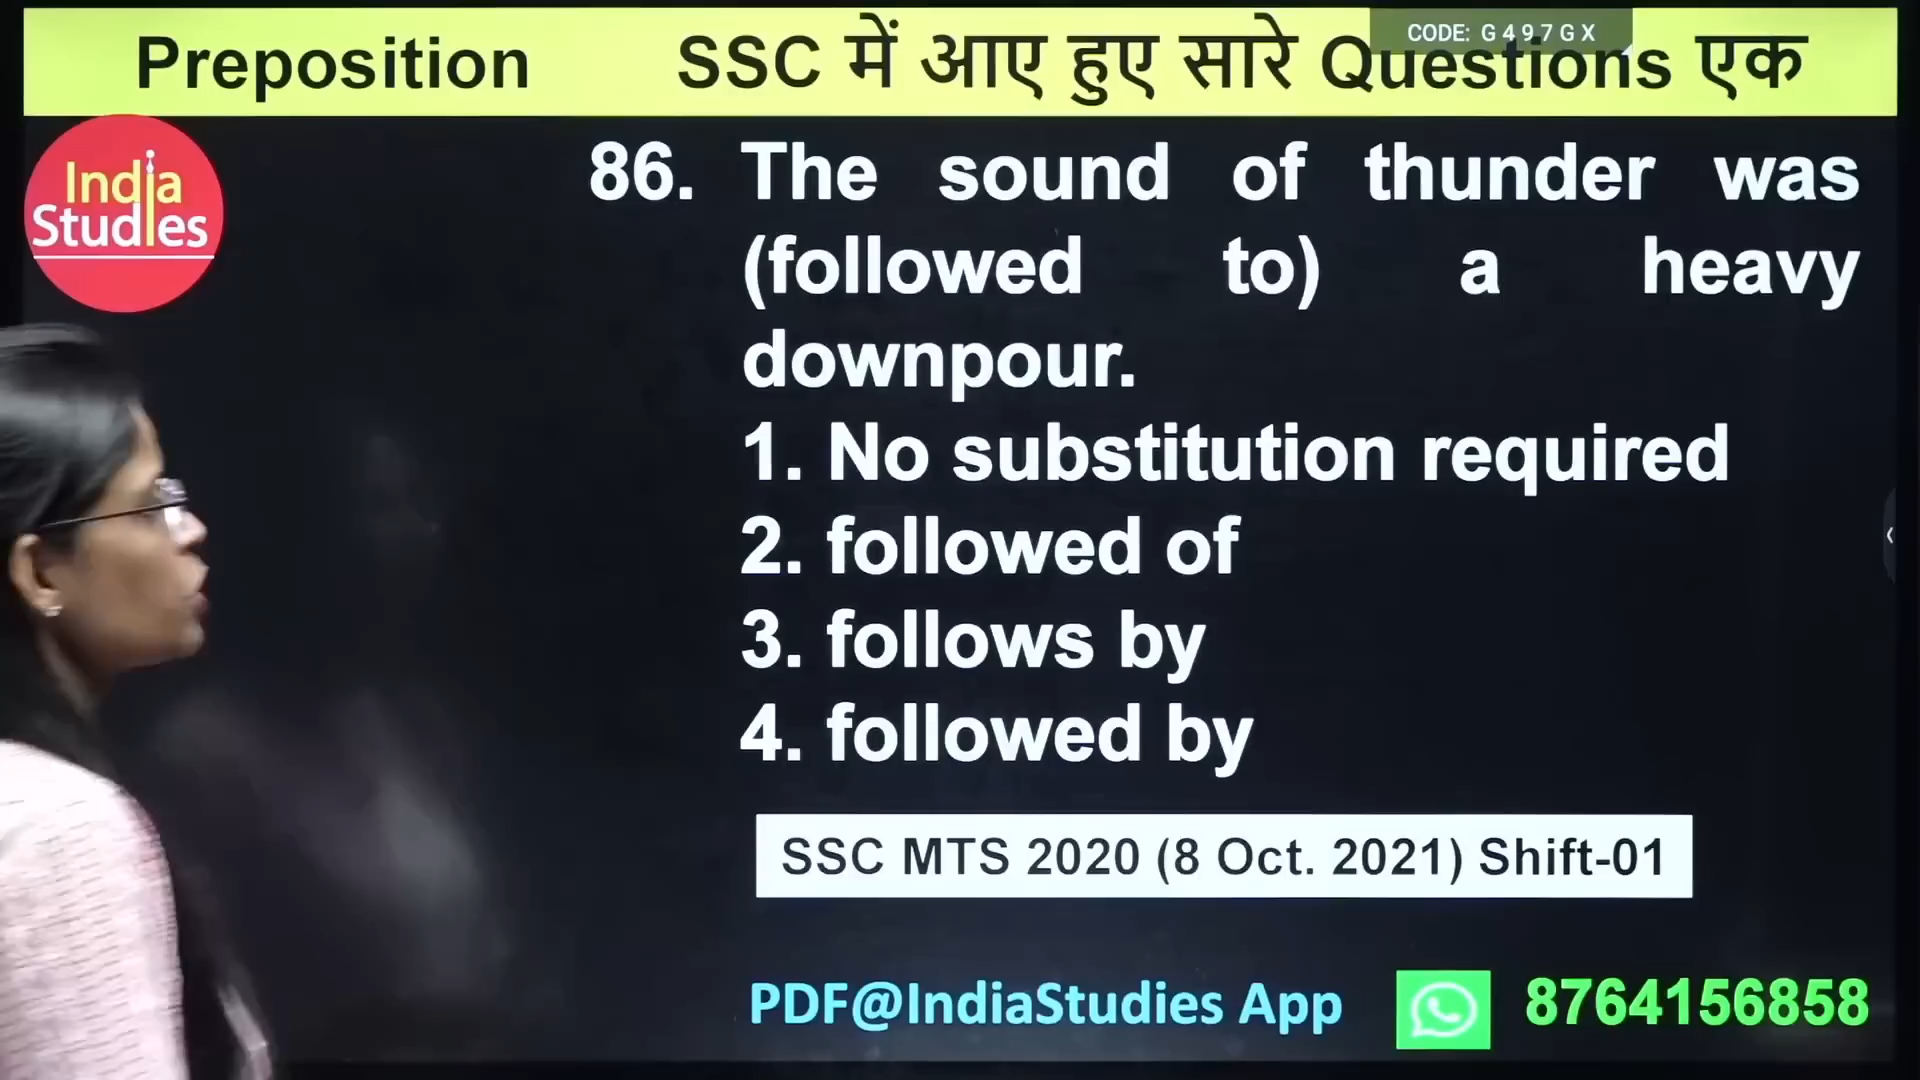 Preposition SSC में आए हुए सारे Questions एक
CODE: G 4 9 7 G X
India
Studies
86. The sound of thunder was
(followed to) a heavy
downpour.
1. No substitution required
2. followed of
3. follows by
4. followed by
SSC MTS 2020 (8 Oct. 2021) Shift-01
PDF@IndiaStudies App 8764156858